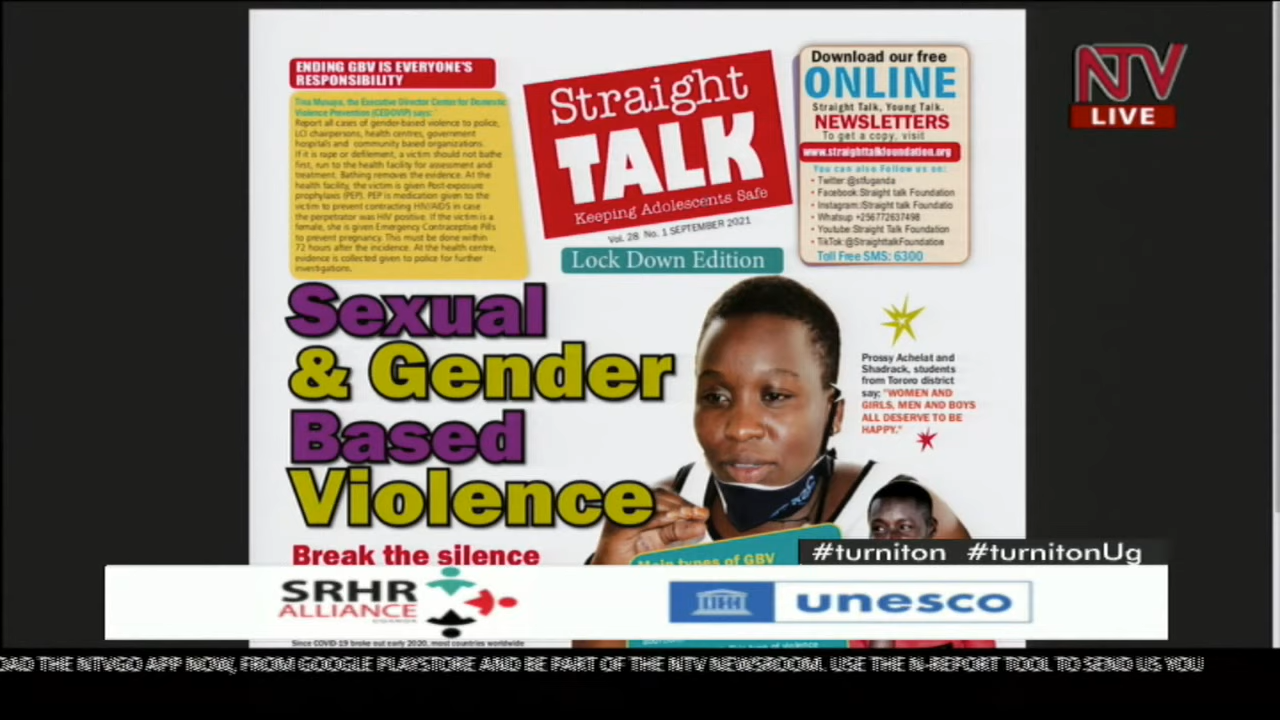 ENDING GBV IS EVERYONE'S
RESPONSIBILITY
Tina Musuya, the Executive Director Center for Domestic
Violence Prevention (CEDOVIP) says:
Report all cases of gender-based violence to police,
LCI chairpersons, health centres, government
hospitals and community based organizations.
If it is rape or defilement, a victim should not bathe
first, run to the health facility for assessment and
treatment. Bathing removes the evidence. At the
health facility, the victim is given Post-exposure
prophylaxis (PEP). PEP is medication given to the
victim to prevent contracting HIV/AIDS in case
the perpetrator was HIV positive. If the victim is a
female, she is given Emergency Contraceptive Pills
to prevent pregnancy. This must be done within
72 hours after the incidence. At the health centre,
evidence is collected given to police for further
investigations.
Straight
TALK
Keeping Adolescents Safe
Vol. 28 No. 1 SEPTEMBER 2021
Lock Down Edition
Download our free
ONLINE
Straight Talk, Young Talk.
NEWSLETTERS
To get a copy, visit
www.straighttalkfoundation.org
You can also Follow us on:
• Twitter:@stfuganda
• Facebook:Straight talk Foundation
• Instagram:Straight talk Foundatio
• Whatsup +256772637498
• Youtube:Straight Talk Foundation
• TikTok:@StraighttalkFoundation
Toll Free SMS: 6300
NTV
LIVE
Sexual
& Gender
Based
Violence
Break the silence
Prossy Achelat and
Shadrack, students
from Tororo district
say; "WOMEN AND
GIRLS, MEN AND BOYS
ALL DESERVE TO BE
HAPPY."
Main types of GBV
#turniton #turnitonUg
SRHR
ALLIANCE
UGANDA
unesco
Since COVID-19 broke out early 2020, most countries worldwide
OAD THE NTVGO APP NOW, FROM GOOGLE PLAYSTORE AND BE PART OF THE NTV NEWSROOM. USE THE N-REPORT TOOL TO SEND US YOU